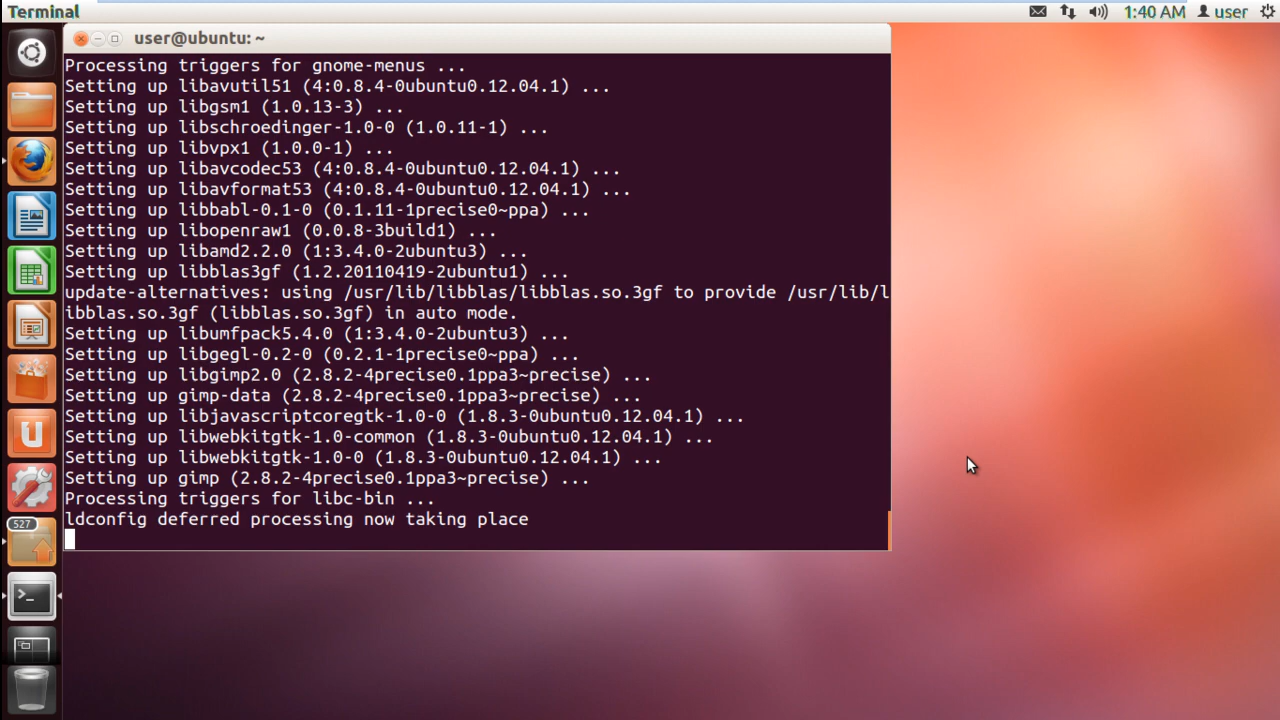 Terminal
1:40 AM
user
user@ubuntu: ~
Processing triggers for gnome-menus ...
Setting up libavutil51 (4:0.8.4-0ubuntu0.12.04.1) ...
Setting up libgsm1 (1.0.13-3) ...
Setting up libschroedinger-1.0-0 (1.0.11-1) ...
Setting up libvpx1 (1.0.0-1) ...
Setting up libavcodec53 (4:0.8.4-0ubuntu0.12.04.1) ...
Setting up libavformat53 (4:0.8.4-0ubuntu0.12.04.1) ...
Setting up libbabl-0.1-0 (0.1.11-1precise0~ppa) ...
Setting up libopenraw1 (0.0.8-3build1) ...
Setting up libamd2.2.0 (1:3.4.0-2ubuntu3) ...
Setting up libblas3gf (1.2.20110419-2ubuntu1) ...
update-alternatives: using /usr/lib/libblas/libblas.so.3gf to provide /usr/lib/l
ibblas.so.3gf (libblas.so.3gf) in auto mode.
Setting up libumfpack5.4.0 (1:3.4.0-2ubuntu3) ...
Setting up libgegl-0.2-0 (0.2.1-1precise0~ppa) ...
Setting up libgimp2.0 (2.8.2-4precise0.1ppa3~precise) ...
Setting up gimp-data (2.8.2-4precise0.1ppa3~precise) ...
Setting up libjavascriptcoregtk-1.0-0 (1.8.3-0ubuntu0.12.04.1) ...
Setting up libwebkitgtk-1.0-common (1.8.3-0ubuntu0.12.04.1) ...
Setting up libwebkitgtk-1.0-0 (1.8.3-0ubuntu0.12.04.1) ...
Setting up gimp (2.8.2-4precise0.1ppa3~precise) ...
Processing triggers for libc-bin ...
ldconfig deferred processing now taking place
527